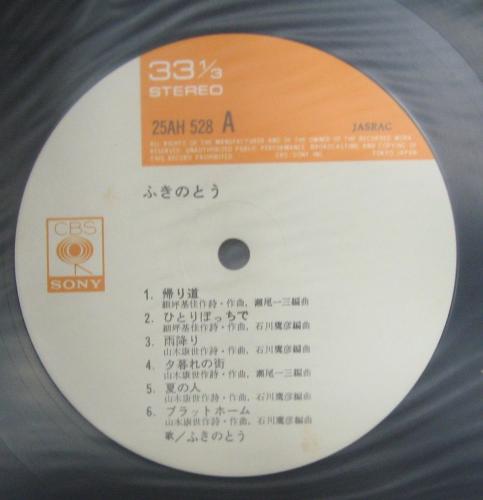 33 1/3
STEREO
25AH 528 A
JASRAC
ALL RIGHTS OF THE MANUFACTURER AND OF THE OWNER OF THE RECORDED WORK
RESERVED. UNAUTHORIZED PUBLIC PERFORMANCE BROADCASTING AND COPYING OF
THIS RECORD PROHIBITED. CBS/SONY INC. TOKYO JAPAN
ふきのとう
CBS
SONY
1. 帰り道
細坪基佳作詩・作曲, 瀬尾一三編曲
2. ひとりぼっちで
細坪基佳作詩・作曲, 石川鷹彦編曲
3. 雨降り
山木康世作詩・作曲, 石川鷹彦編曲
4. 夕暮れの街
山木康世作詩・作曲, 瀬尾一三編曲
5. 夏の人
山木康世作詩・作曲, 石川鷹彦編曲
6. プラットホーム
山木康世作詩・作曲, 石川鷹彦編曲
歌/ふきのとう